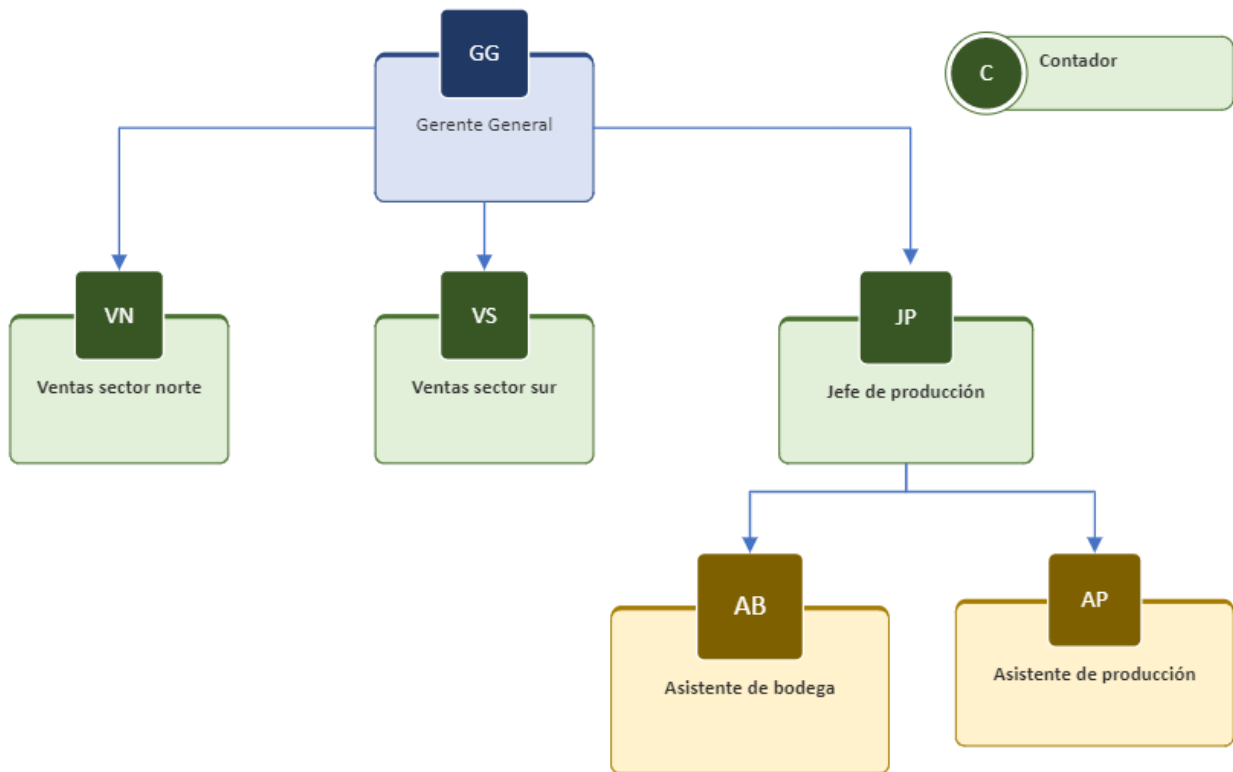 GG
Gerente General
C
Contador
VN
Ventas sector norte
VS
Ventas sector sur
JP
Jefe de producción
AB
Asistente de bodega
AP
Asistente de producción